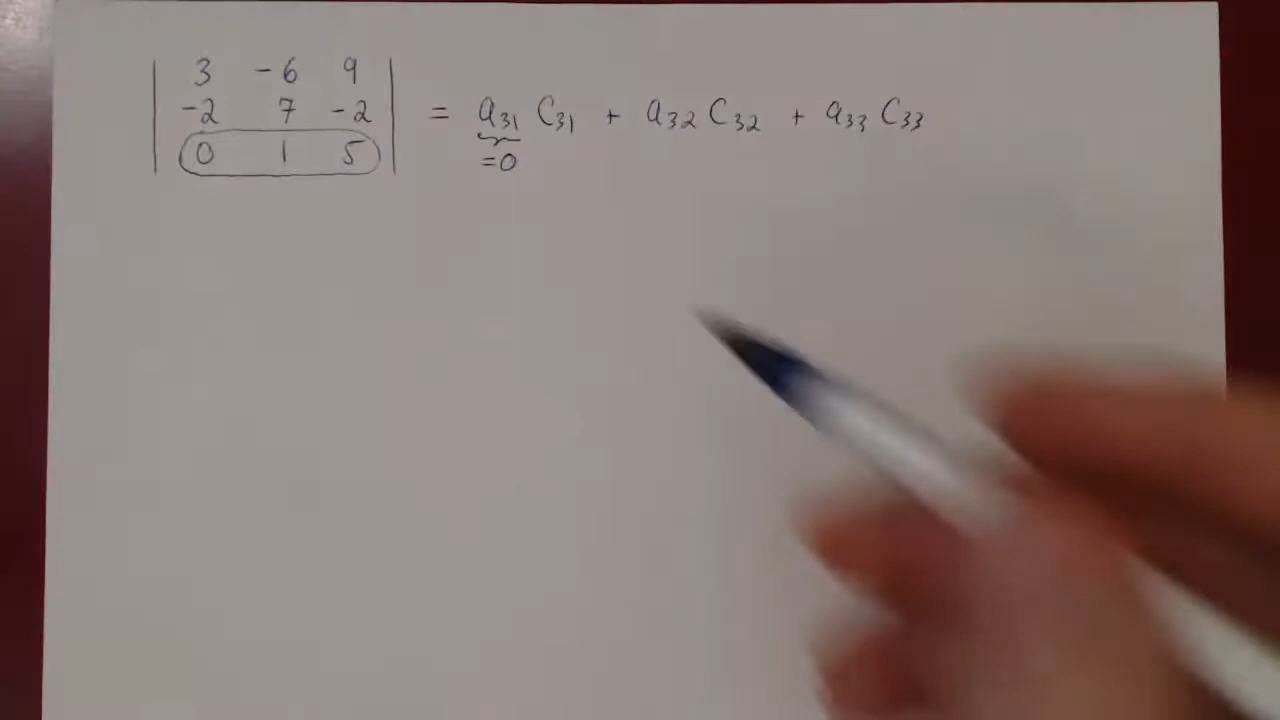 | 3 -6 9 |
| -2 7 -2 | = a₃₁ C₃₁ + a₃₂ C₃₂ + a₃₃ C₃₃
| 0 1 5 | =0